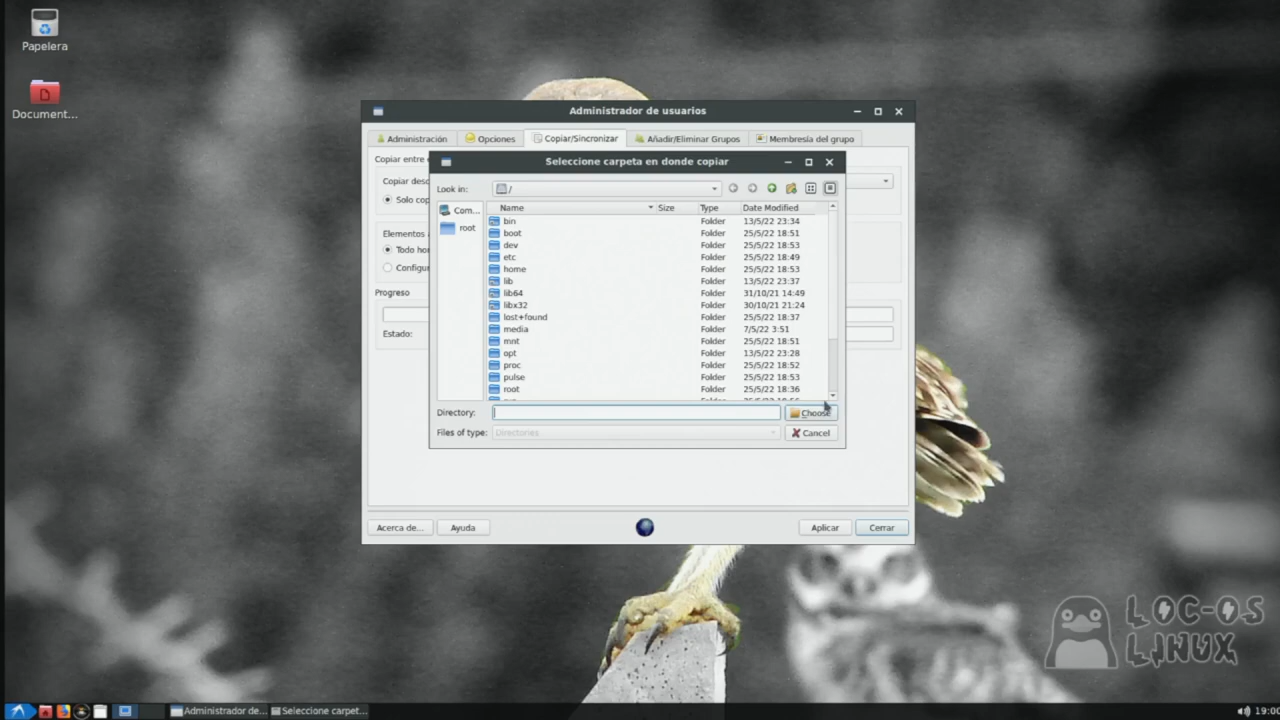 Papelera
Document...
Administrador de usuarios
Administración
Opciones
Copiar/Sincronizar
Añadir/Eliminar Grupos
Membresía del grupo
Copiar entre
Copiar desc
Solo co
Elementos
Todo ho
Configu
Progreso
Estado:
Seleccione carpeta en donde copiar
Look in: /
Com...
root
Name Size Type Date Modified
bin Folder 13/5/22 23:34
boot Folder 25/5/22 18:51
dev Folder 25/5/22 18:53
etc Folder 25/5/22 18:49
home Folder 25/5/22 18:53
lib Folder 13/5/22 23:37
lib64 Folder 31/10/21 14:49
libx32 Folder 30/10/21 21:24
lost+found Folder 25/5/22 18:37
media Folder 7/5/22 3:51
mnt Folder 25/5/22 18:51
opt Folder 13/5/22 23:28
proc Folder 25/5/22 18:52
pulse Folder 25/5/22 18:53
root Folder 25/5/22 18:36
Directory: Choose
Files of type: Directories Cancel
Acerca de... Ayuda Aplicar Cerrar
LOC-OS
LINUX
Administrador de... Seleccione carpet... 19:00